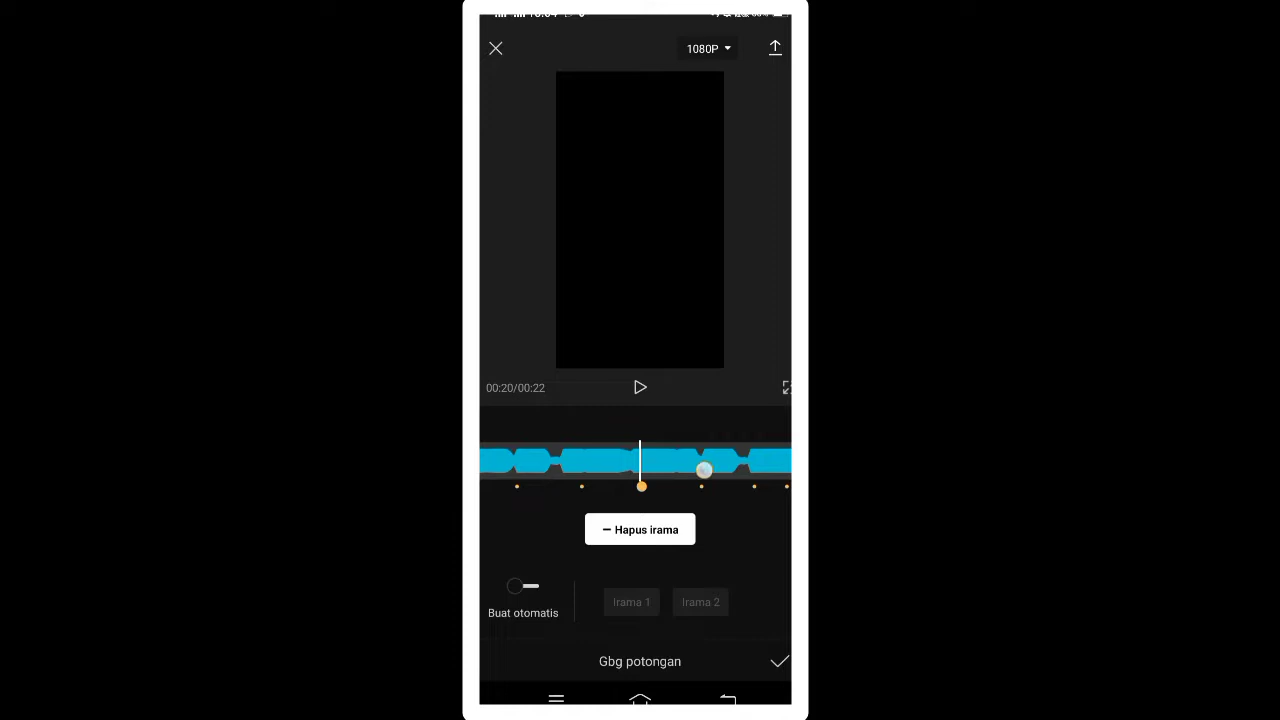 1080P
00:20/00:22
Hapus irama
Buat otomatis
Irama 1
Irama 2
Gbg potongan